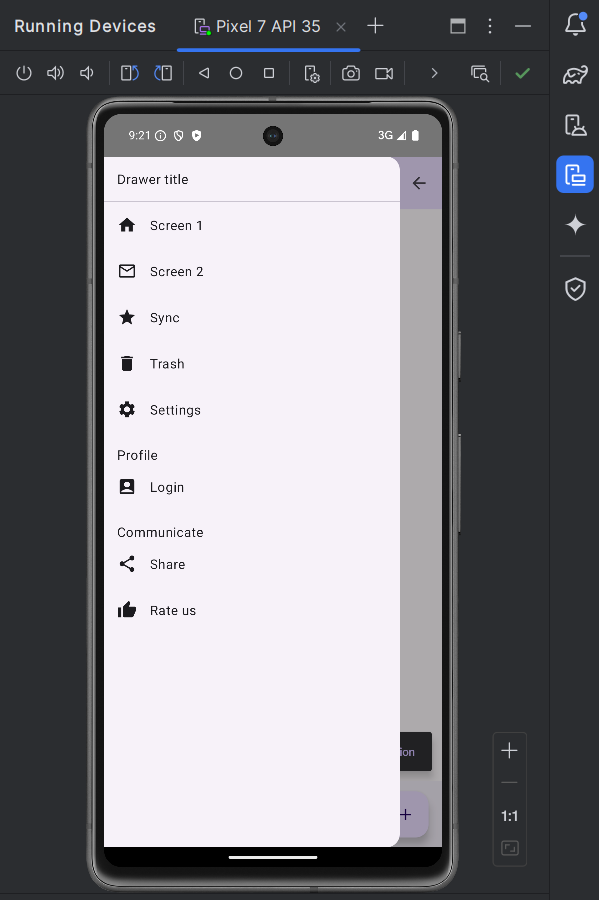 Running Devices
Pixel 7 API 35
9:21
3G
Drawer title
Screen 1
Screen 2
Sync
Trash
Settings
Profile
Login
Communicate
Share
Rate us
ion
1:1